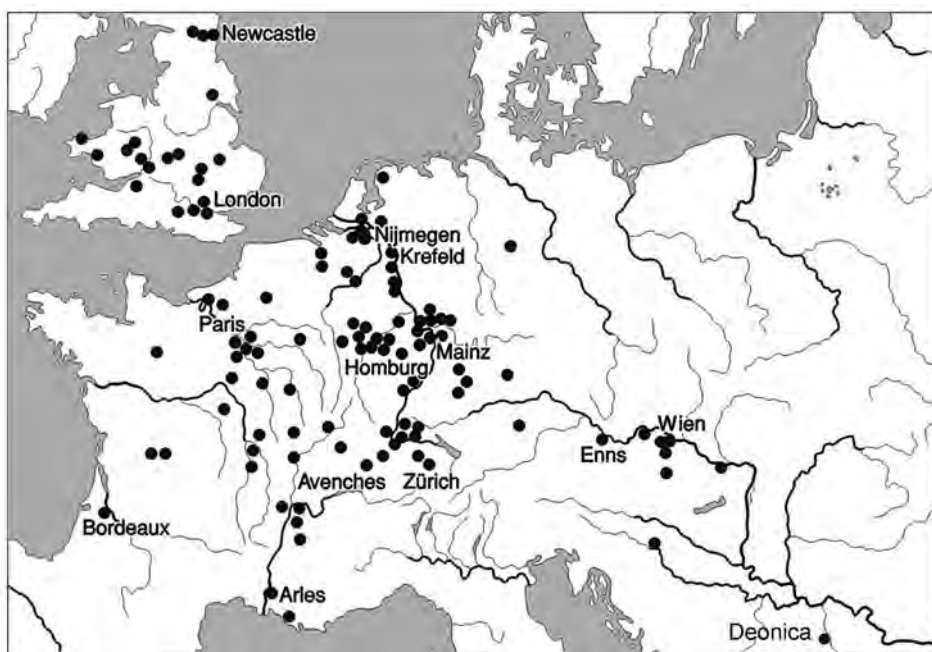 Newcastle
London
Nijmegen
Krefeld
Paris
Mainz
Homburg
Wien
Enns
Avenches
Zürich
Bordeaux
Arles
Deonica